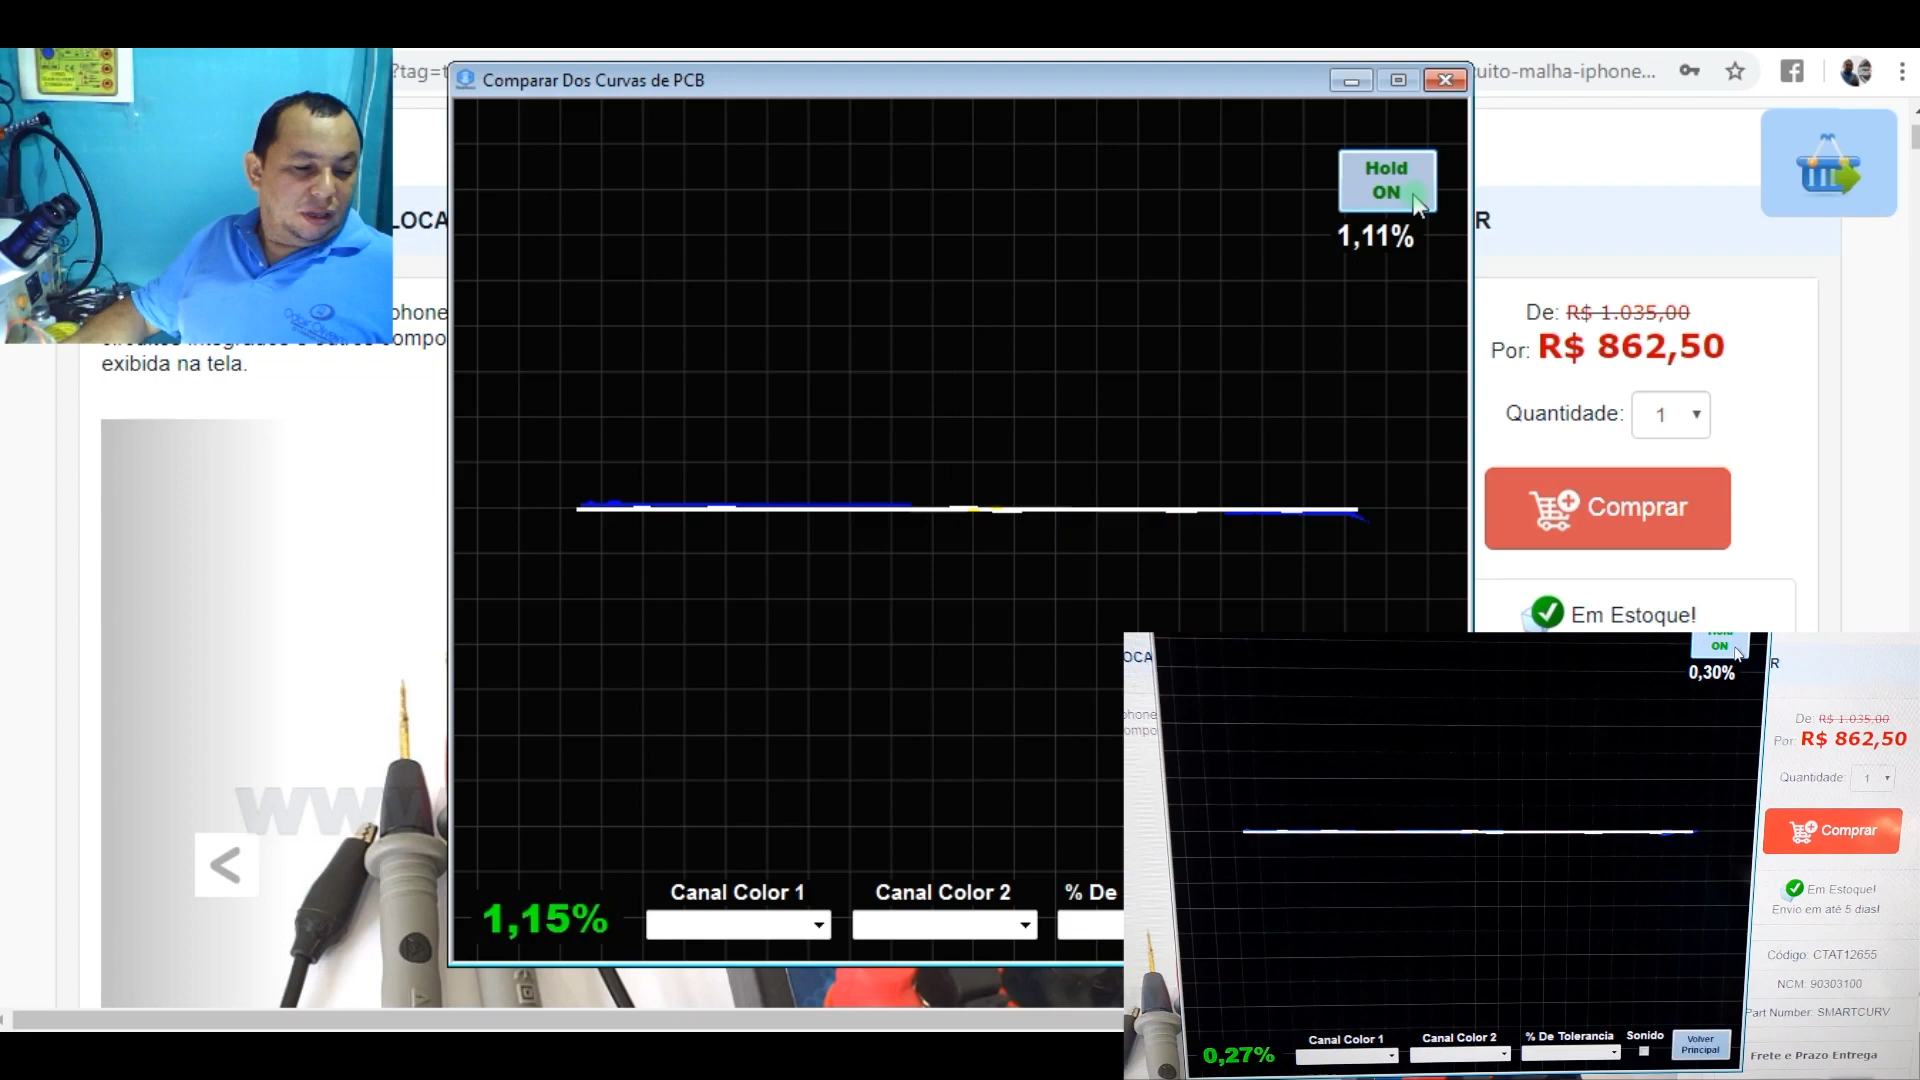 ?tag=t
Comparar Dos Curvas de PCB
uito-malha-iphone...
Hold
ON
1,11%
LOCA
R
De: R$ 1.035,00
Por: R$ 862,50
Quantidade: 1
Comprar
Em Estoque!
phone
ompo
exibida na tela.
www
<
1,15%
Canal Color 1
Canal Color 2
% De
OCA
ON
0,30%
R
phone
ompo
De: R$ 1.035,00
Por: R$ 862,50
Quantidade: 1
Comprar
Em Estoque!
Envio em até 5 dias!
Código: CTAT12655
NCM: 90303100
Part Number: SMARTCURV
Frete e Prazo Entrega
0,27%
Canal Color 1
Canal Color 2
% De Tolerancia
Sonido
Volver
Principal